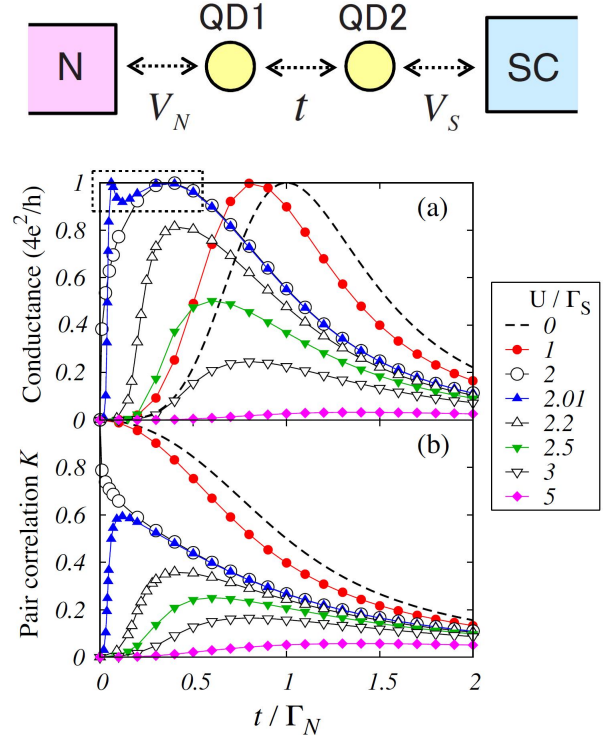 QD1 QD2
N SC
V_N t V_S
(a)
Conductance (4e²/h)
1
0.8
0.6
0.4
0.2
0
(b)
Pair correlation K
0.8
0.6
0.4
0.2
0
0 0.5 1 1.5 2
t / Γ_N
U / Γ_S
0
1
2
2.01
2.2
2.5
3
5